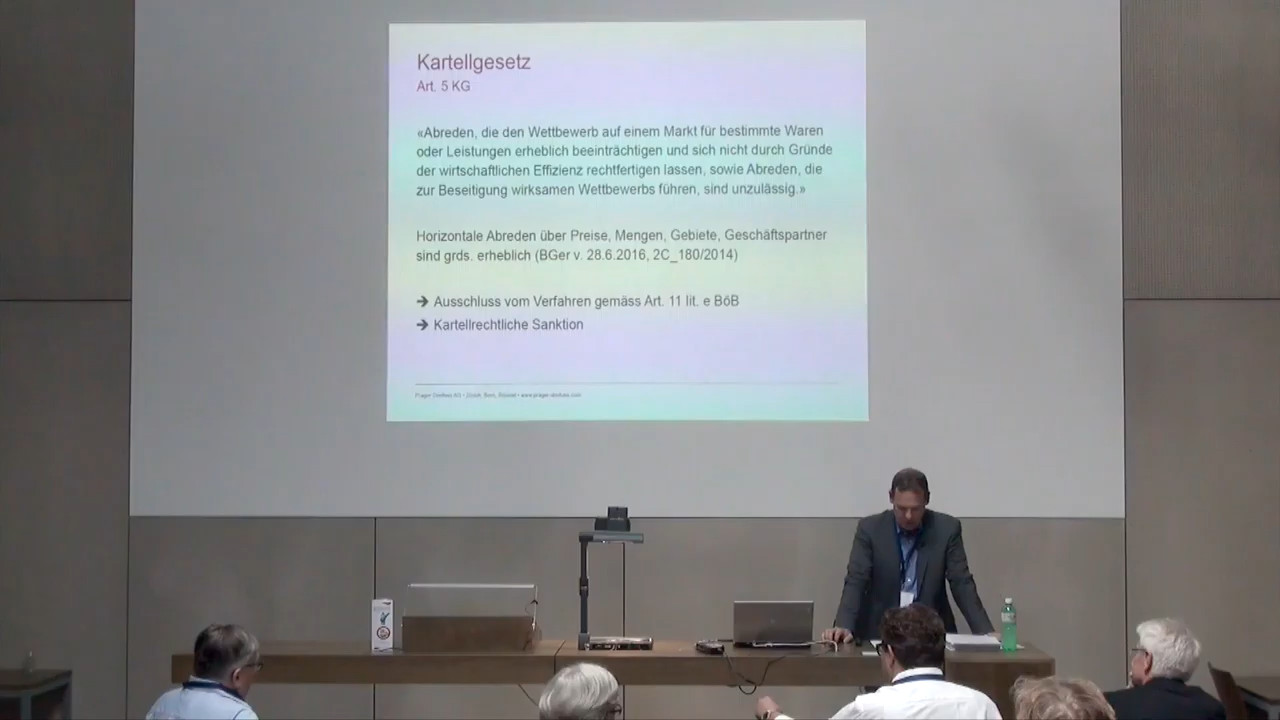 Kartellgesetz
Art. 5 KG
«Abreden, die den Wettbewerb auf einem Markt für bestimmte Waren
oder Leistungen erheblich beeinträchtigen und sich nicht durch Gründe
der wirtschaftlichen Effizienz rechtfertigen lassen, sowie Abreden, die
zur Beseitigung wirksamen Wettbewerbs führen, sind unzulässig.»
Horizontale Abreden über Preise, Mengen, Gebiete, Geschäftspartner
sind grds. erheblich (BGer v. 28.6.2016, 2C_180/2014)
➔ Ausschluss vom Verfahren gemäss Art. 11 lit. e BöB
➔ Kartellrechtliche Sanktion